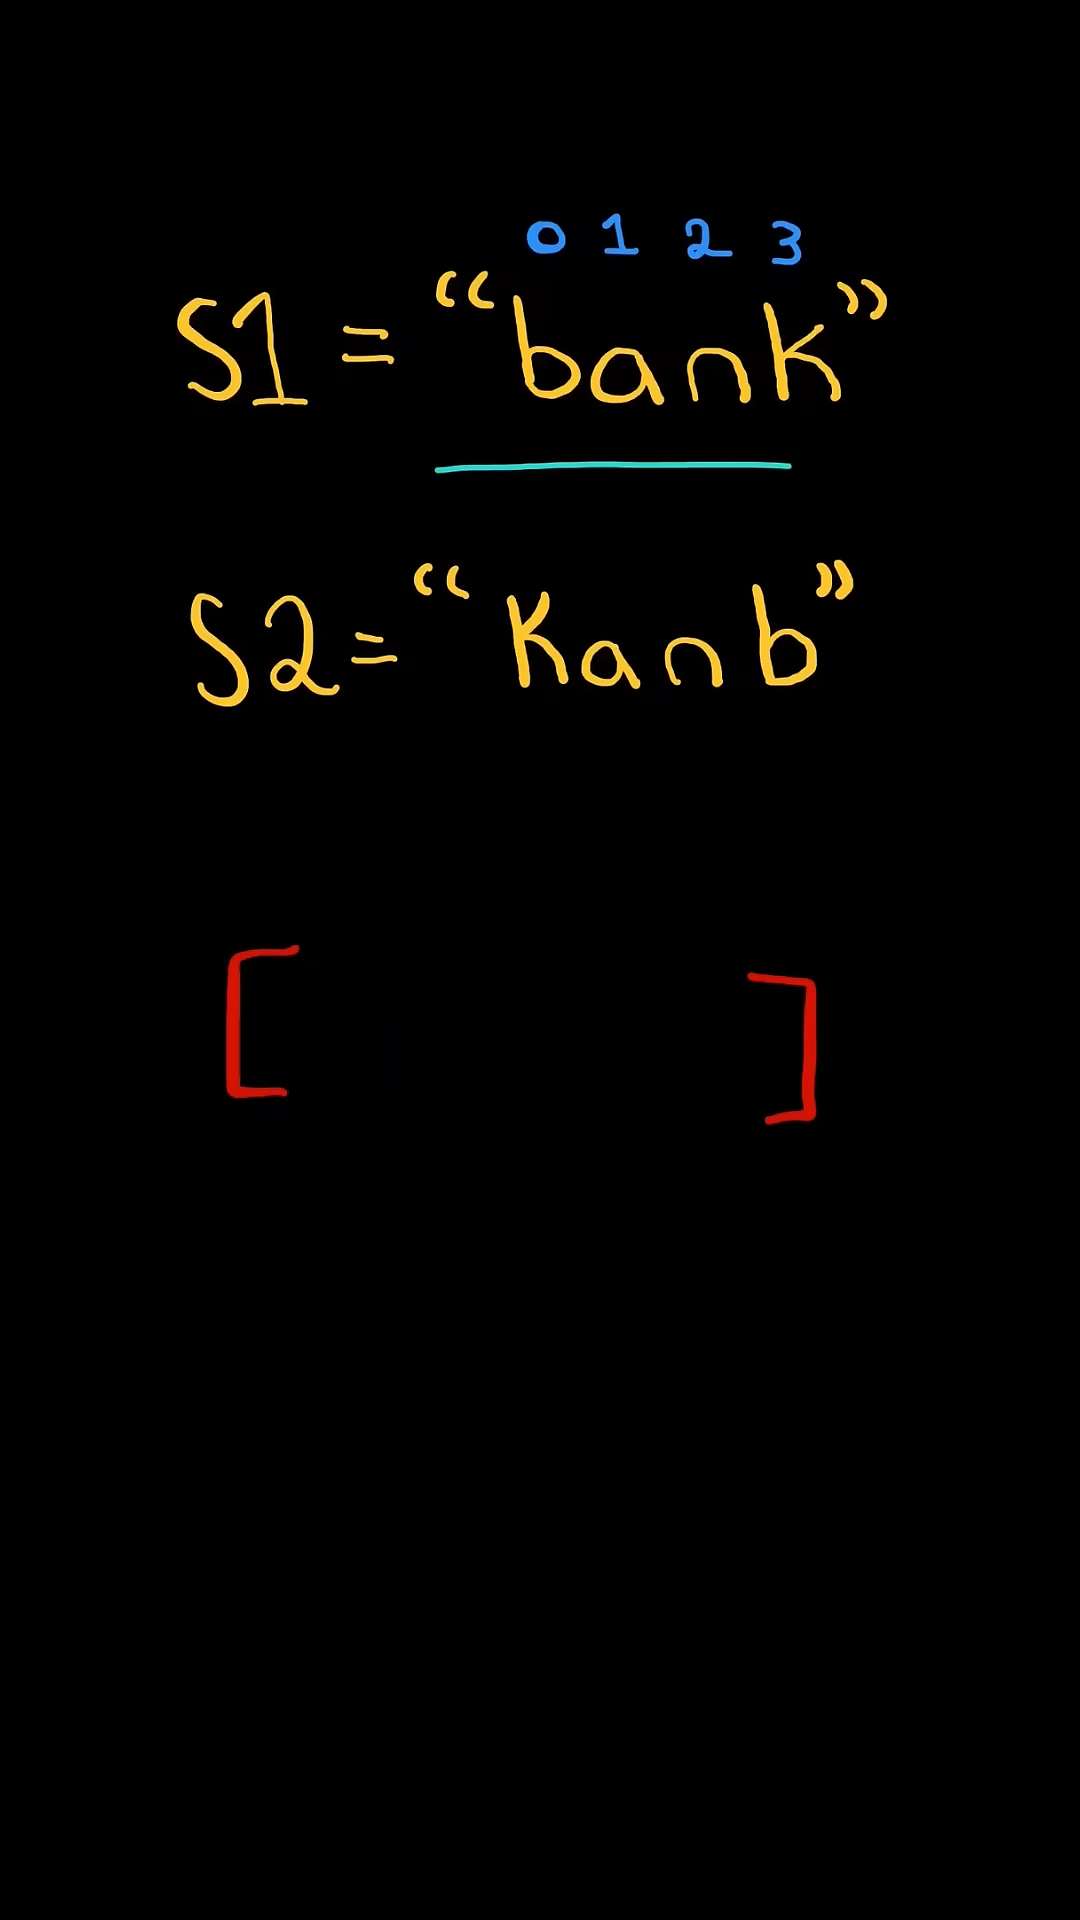 0 1 2 3
S1 = “bank”
S2 = “kanb”
[ ]